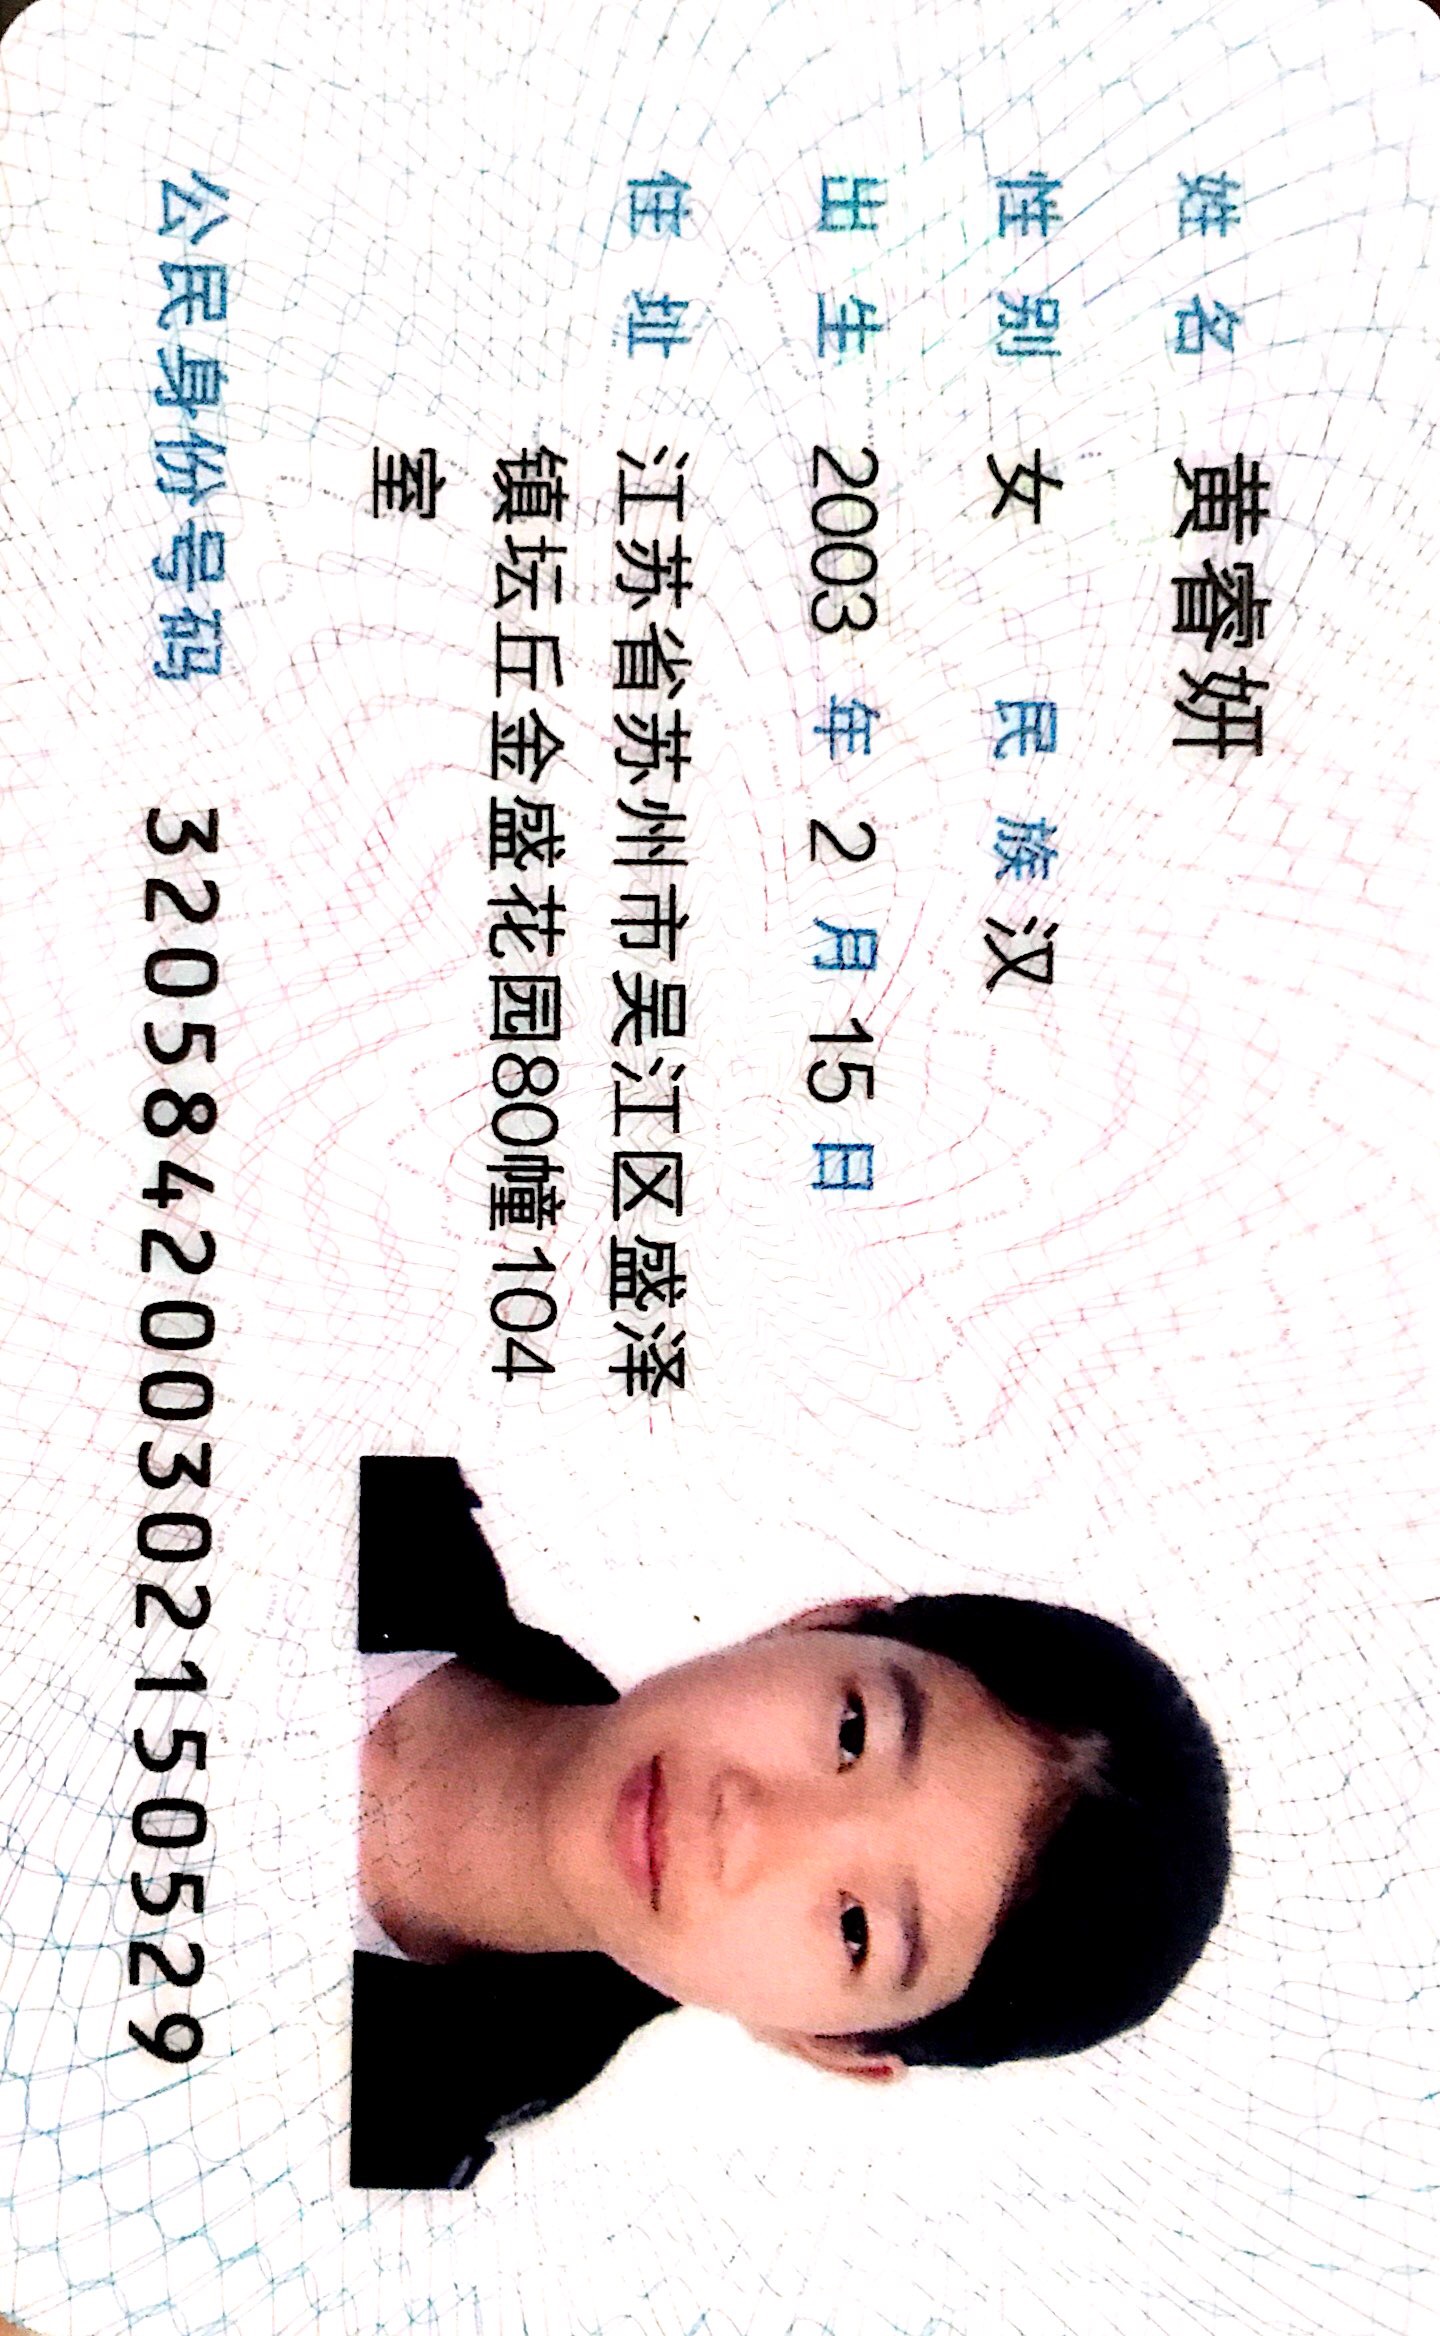 姓名 黄睿妍
性别 女 民族 汉
出生 2003 年 2 月 15 日
住址 江苏省苏州市吴江区盛泽
镇坛丘金盛花园80幢104
室
公民身份号码 320584200302150529